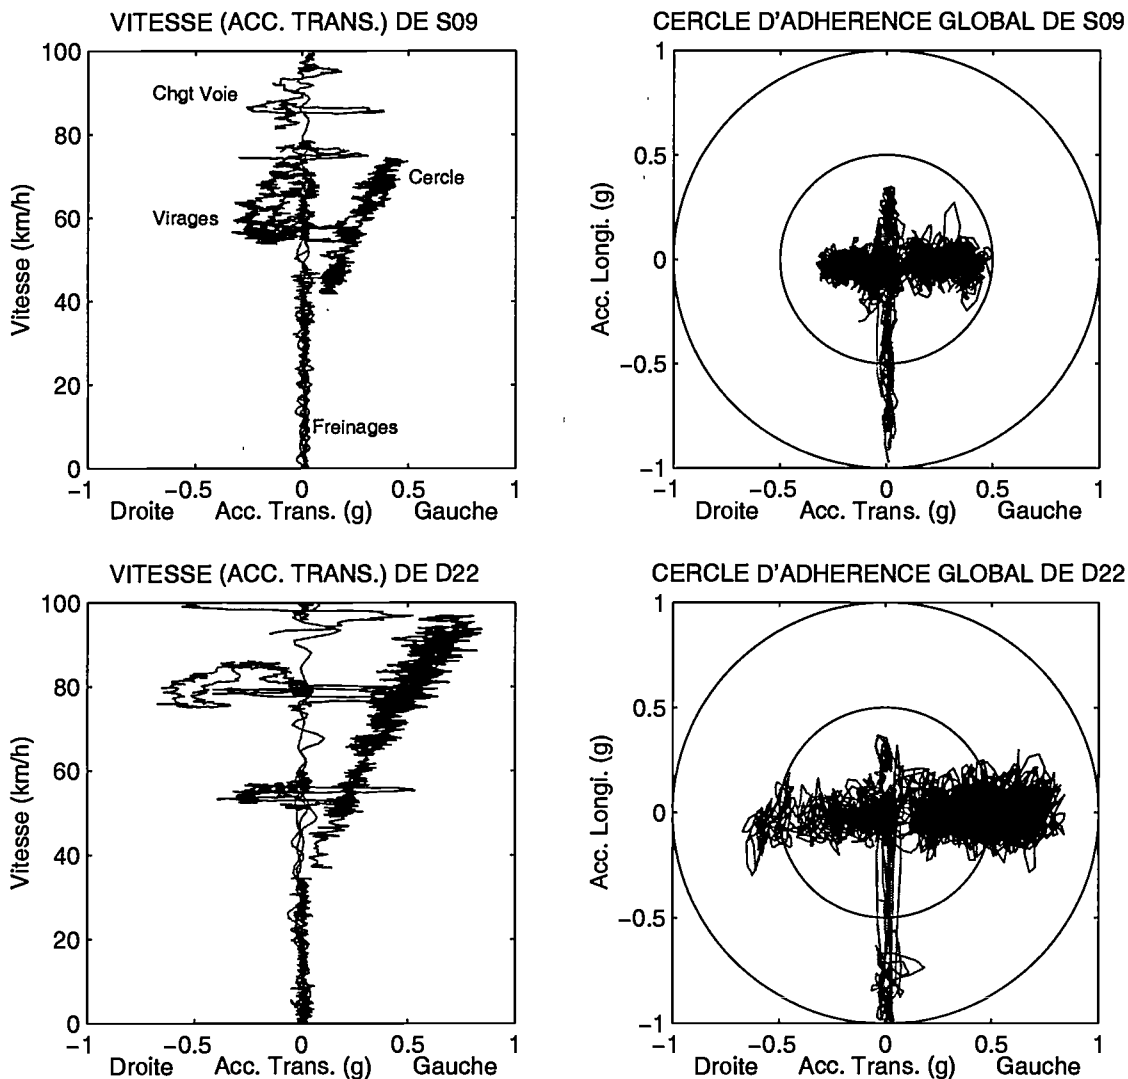 VITESSE (ACC. TRANS.) DE S09
100
80
60
40
20
0
Vitesse (km/h)
Chgt Voie
Cercle
Virages
Freinages
−1
−0.5
0
0.5
1
Droite
Acc. Trans. (g)
Gauche
CERCLE D'ADHERENCE GLOBAL DE S09
1
0.5
0
−0.5
−1
Acc. Longi. (g)
−1
−0.5
0
0.5
1
Droite
Acc. Trans. (g)
Gauche
VITESSE (ACC. TRANS.) DE D22
100
80
60
40
20
0
Vitesse (km/h)
−1
−0.5
0
0.5
1
Droite
Acc. Trans. (g)
Gauche
CERCLE D'ADHERENCE GLOBAL DE D22
1
0.5
0
−0.5
−1
Acc. Longi. (g)
−1
−0.5
0
0.5
1
Droite
Acc. Trans. (g)
Gauche